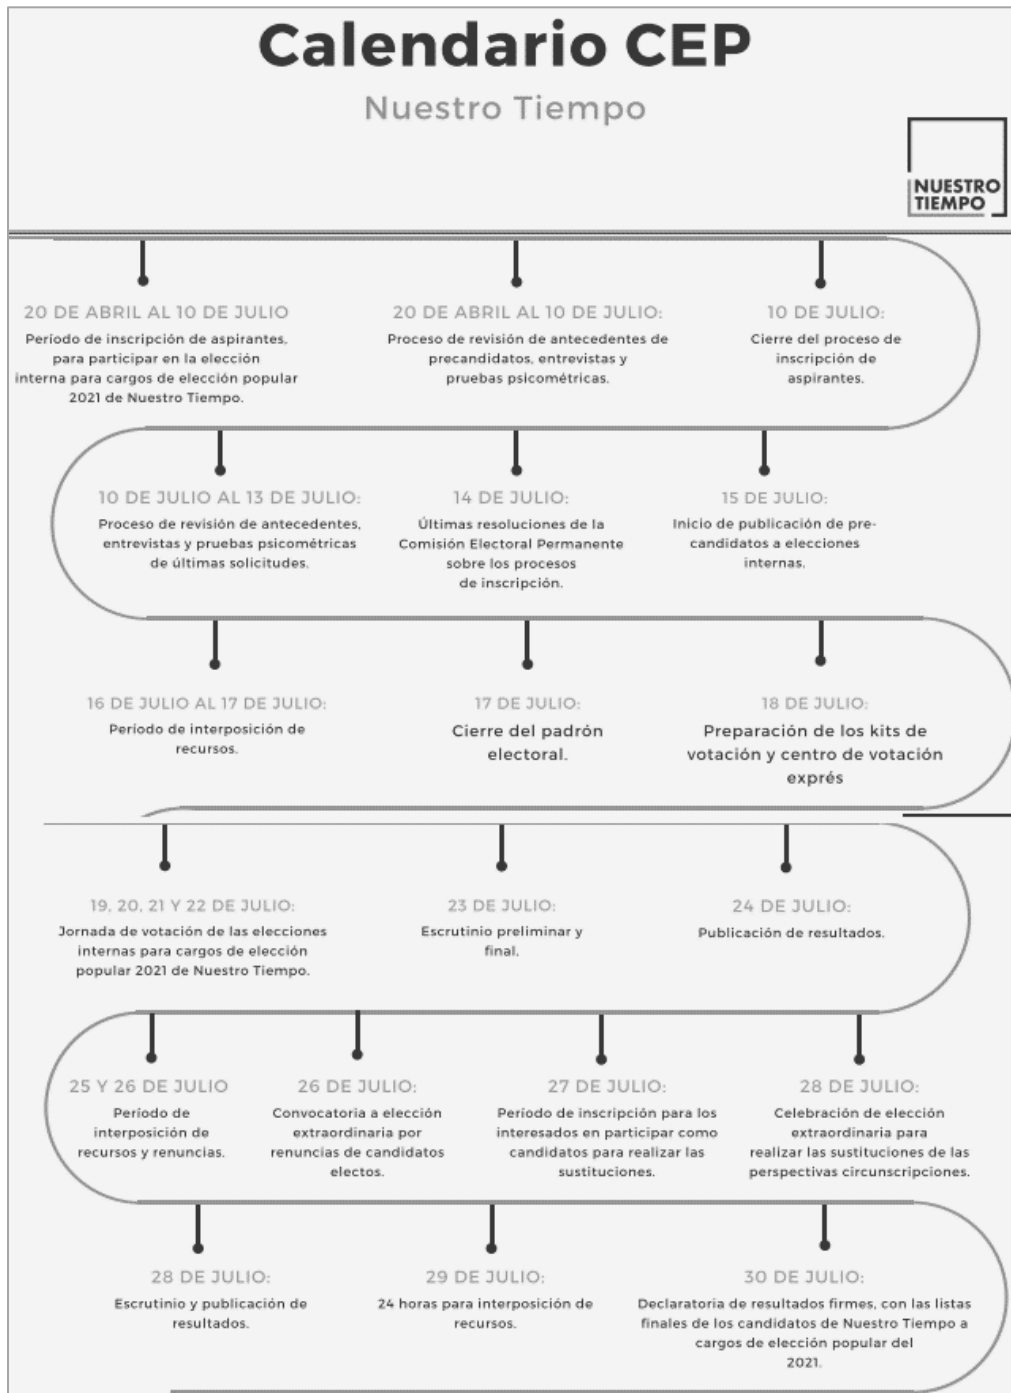 Calendario CEP
Nuestro Tiempo
NUESTRO
TIEMPO
20 DE ABRIL AL 10 DE JULIO
Período de inscripción de aspirantes,
para participar en la elección
interna para cargos de elección popular
2021 de Nuestro Tiempo.
20 DE ABRIL AL 10 DE JULIO:
Proceso de revisión de antecedentes de
precandidatos, entrevistas y
pruebas psicométricas.
10 DE JULIO:
Cierre del proceso de
inscripción de
aspirantes.
10 DE JULIO AL 13 DE JULIO:
Proceso de revisión de antecedentes,
entrevistas y pruebas psicométricas
de últimas solicitudes.
14 DE JULIO:
Últimas resoluciones de la
Comisión Electoral Permanente
sobre los procesos
de inscripción.
15 DE JULIO:
Inicio de publicación de pre-
candidatos a elecciones
internas.
16 DE JULIO AL 17 DE JULIO:
Período de interposición de
recursos.
17 DE JULIO:
Cierre del padrón
electoral.
18 DE JULIO:
Preparación de los kits de
votación y centro de votación
exprés
19, 20, 21 Y 22 DE JULIO:
Jornada de votación de las elecciones
internas para cargos de elección
popular 2021 de Nuestro Tiempo.
23 DE JULIO:
Escrutinio preliminar y
final.
24 DE JULIO:
Publicación de resultados.
25 Y 26 DE JULIO
Período de
interposición de
recursos y renuncias.
26 DE JULIO:
Convocatoria a elección
extraordinaria por
renuncias de candidatos
electos.
27 DE JULIO:
Período de inscripción para los
interesados en participar como
candidatos para realizar las
sustituciones.
28 DE JULIO:
Celebración de elección
extraordinaria para
realizar las sustituciones de las
perspectivas circunscripciones.
28 DE JULIO:
Escrutinio y publicación de
resultados.
29 DE JULIO:
24 horas para interposición de
recursos.
30 DE JULIO:
Declaratoria de resultados firmes, con las listas
finales de los candidatos de Nuestro Tiempo a
cargos de elección popular del
2021.